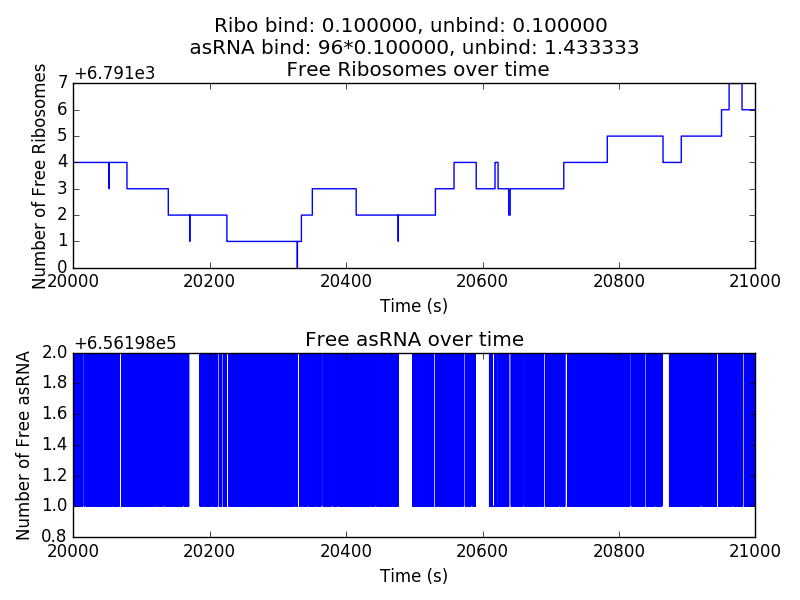 Ribo bind: 0.100000, unbind: 0.100000
asRNA bind: 96*0.100000, unbind: 1.433333
Free Ribosomes over time
+6.791e3
Number of Free Ribosomes
7
6
5
4
3
2
1
0
20000 20200 20400 20600 20800 21000
Time (s)
Free asRNA over time
+6.56198e5
Number of Free asRNA
2.0
1.8
1.6
1.4
1.2
1.0
0.8
20000 20200 20400 20600 20800 21000
Time (s)